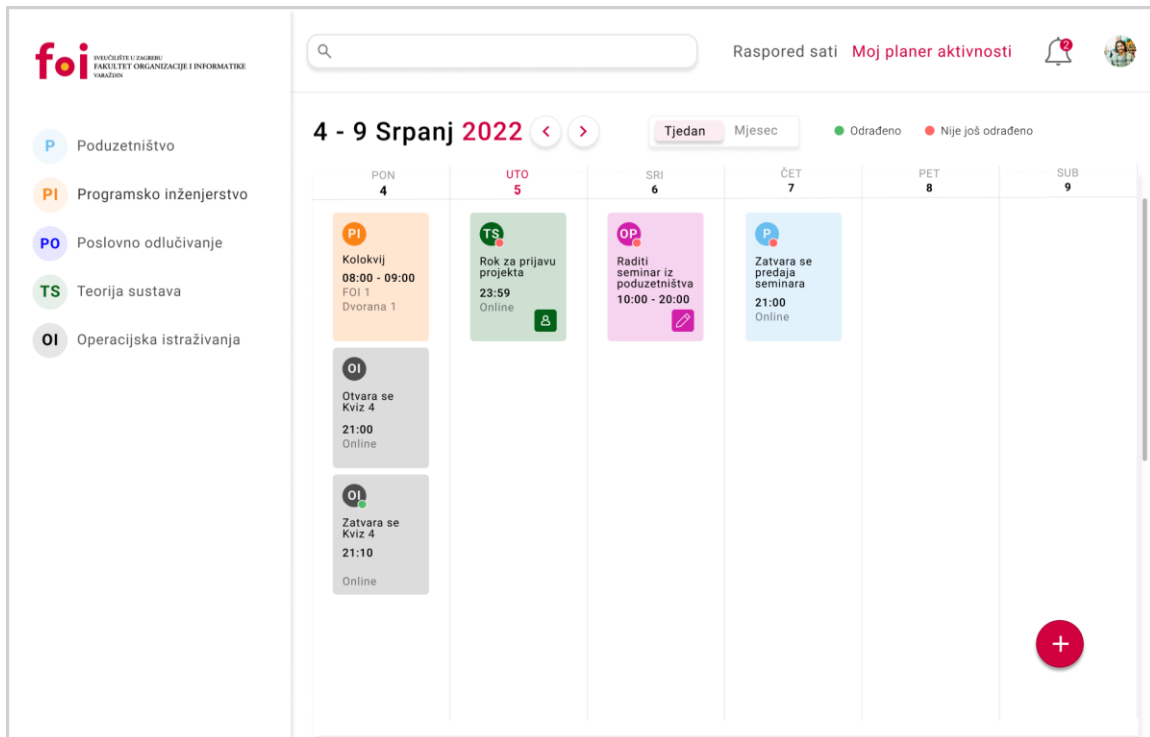 foi
SVEUČILIŠTE U ZAGREBU
FAKULTET ORGANIZACIJE I INFORMATIKE
VARAŽDIN
Raspored sati
Moj planer aktivnosti
2
P Poduzetništvo
PI Programsko inženjerstvo
PO Poslovno odlučivanje
TS Teorija sustava
OI Operacijska istraživanja
4 - 9 Srpanj 2022
Tjedan
Mjesec
Odrađeno
Nije još odrađeno
PON
4
UTO
5
SRI
6
ČET
7
PET
8
SUB
9
PI
Kolokvij
08:00 - 09:00
FOI 1
Dvorana 1
OI
Otvara se
Kviz 4
21:00
Online
OI
Zatvara se
Kviz 4
21:10
Online
TS
Rok za prijavu
projekta
23:59
Online
OP
Raditi
seminar iz
poduzetništva
10:00 - 20:00
P
Zatvara se
predaja
seminara
21:00
Online
+